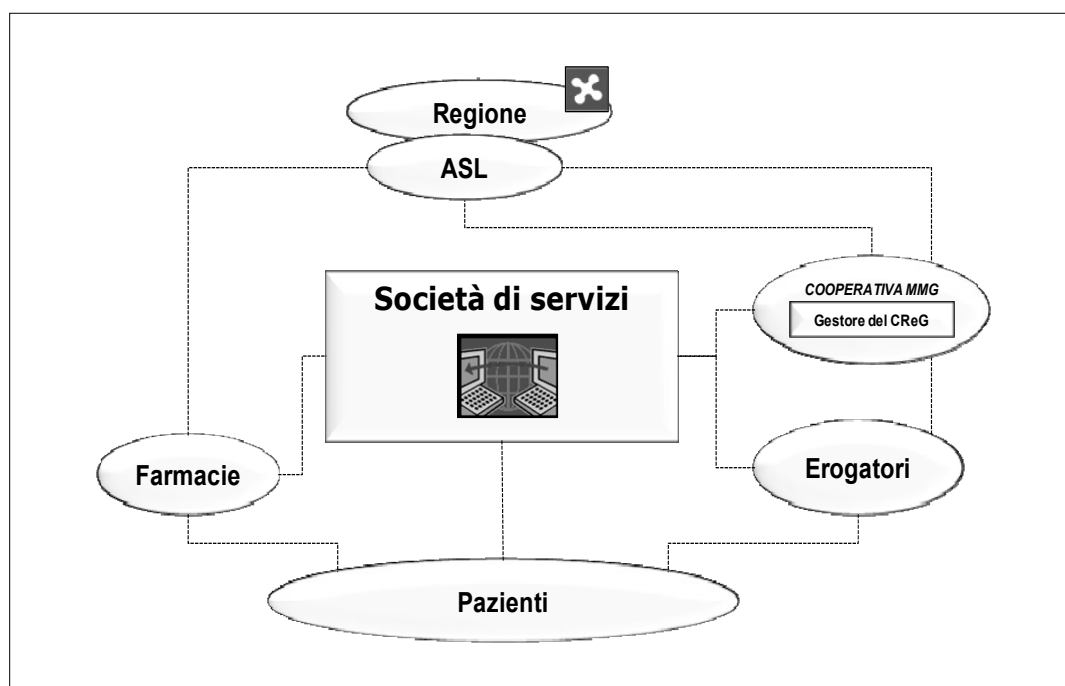 Regione
ASL
Società di servizi
COOPERATIVA MMG
Gestore del CReG
Farmacie
Erogatori
Pazienti